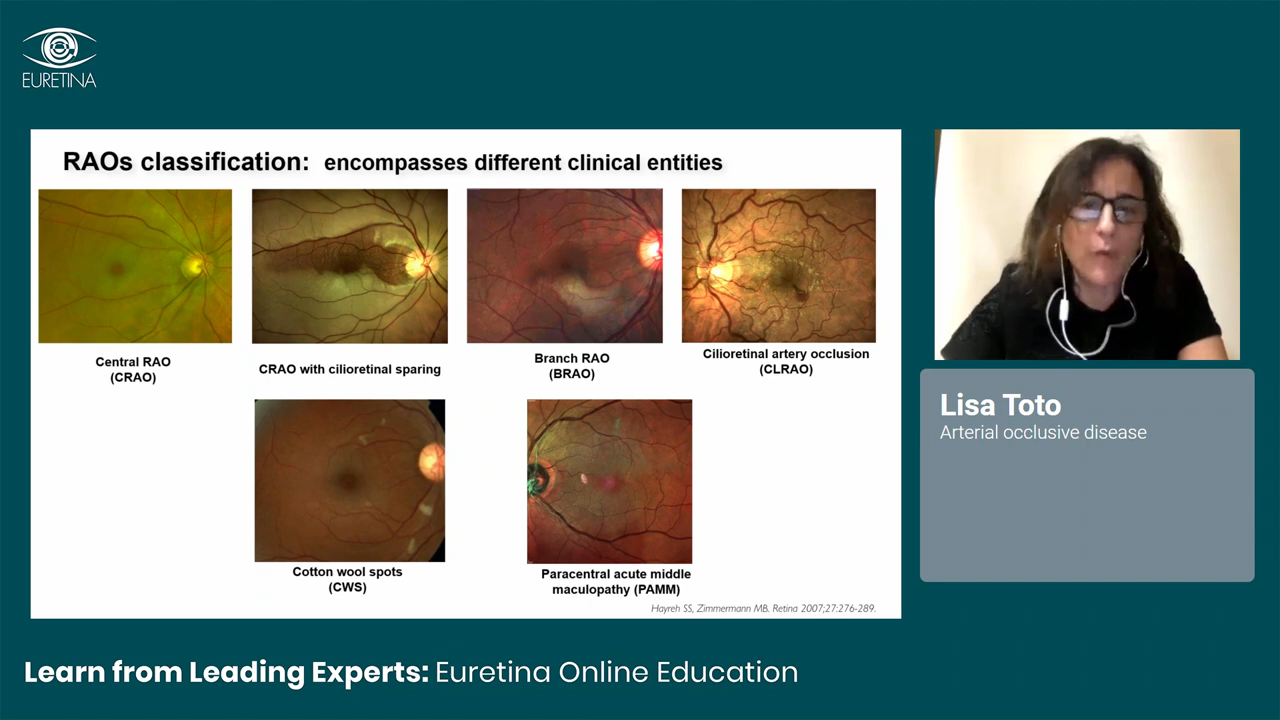 EURETINA
RAOs classification: encompasses different clinical entities
Central RAO
(CRAO)
CRAO with cilioretinal sparing
Branch RAO
(BRAO)
Cilioretinal artery occlusion
(CLRAO)
Cotton wool spots
(CWS)
Paracentral acute middle
maculopathy (PAMM)
Hayreh SS, Zimmermann MB. Retina 2007;27:276-289.
Lisa Toto
Arterial occlusive disease
Learn from Leading Experts: Euretina Online Education